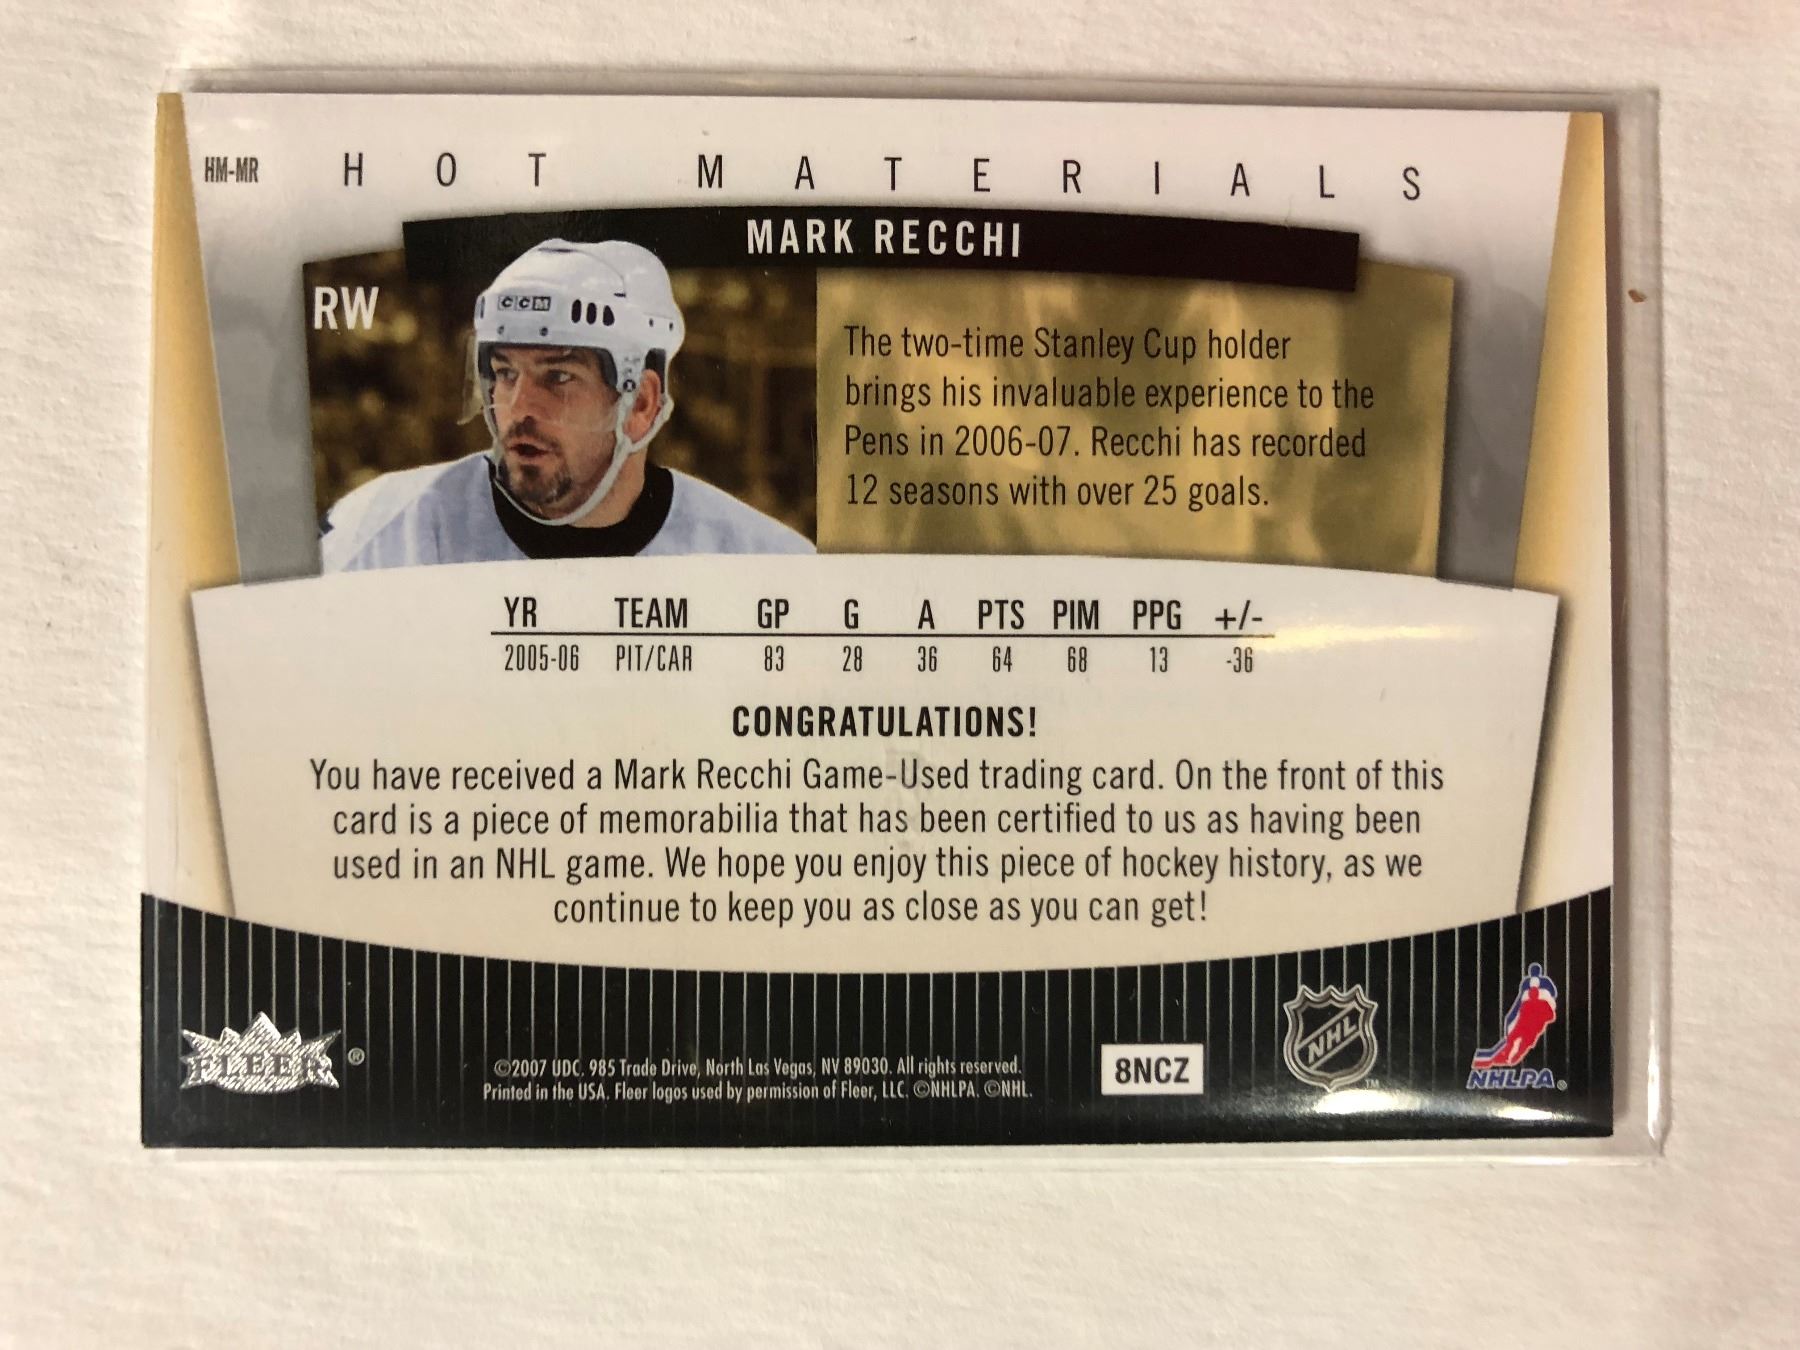 HM-MR HOT MATERIALS
MARK RECCHI
RW
CCM
The two-time Stanley Cup holder
brings his invaluable experience to the
Pens in 2006-07. Recchi has recorded
12 seasons with over 25 goals.
YR TEAM GP G A PTS PIM PPG +/-
2005-06 PIT/CAR 83 28 36 64 68 13 -36
CONGRATULATIONS!
You have received a Mark Recchi Game-Used trading card. On the front of this
card is a piece of memorabilia that has been certified to us as having been
used in an NHL game. We hope you enjoy this piece of hockey history, as we
continue to keep you as close as you can get!
FLEER®
©2007 UDC. 985 Trade Drive, North Las Vegas, NV 89030. All rights reserved.
Printed in the USA. Fleer logos used by permission of Fleer, LLC. ©NHLPA. ©NHL.
8NCZ
NHL™
NHLPA®